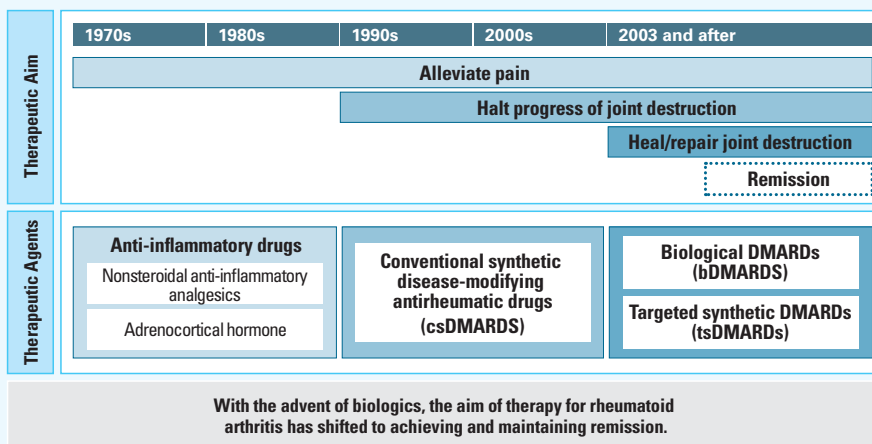 1970s
1980s
1990s
2000s
2003 and after
Therapeutic Aim
Alleviate pain
Halt progress of joint destruction
Heal/repair joint destruction
Remission
Therapeutic Agents
Anti-inflammatory drugs
Nonsteroidal anti-inflammatory
analgesics
Adrenocortical hormone
Conventional synthetic
disease-modifying
antirheumatic drugs
(csDMARDS)
Biological DMARDs
(bDMARDS)
Targeted synthetic DMARDs
(tsDMARDs)
With the advent of biologics, the aim of therapy for rheumatoid
arthritis has shifted to achieving and maintaining remission.